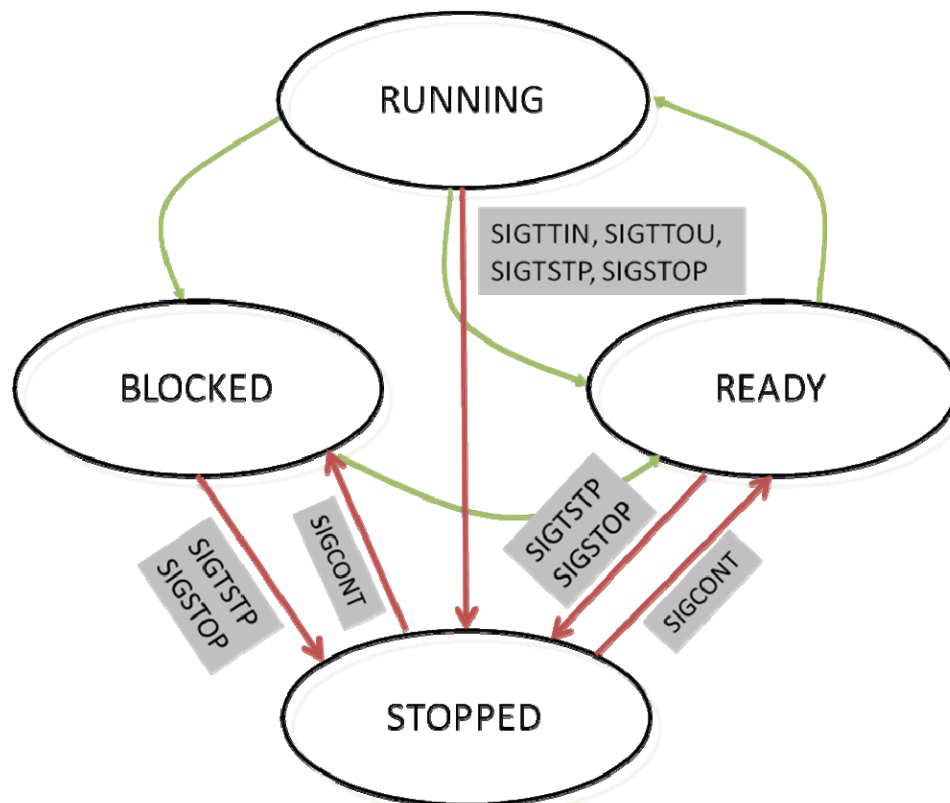 RUNNING
SIGTTIN, SIGTTOU,
SIGTSTP, SIGSTOP
BLOCKED
READY
SIGTSTP
SIGSTOP
SIGCONT
SIGTSTP
SIGSTOP
SIGCONT
STOPPED